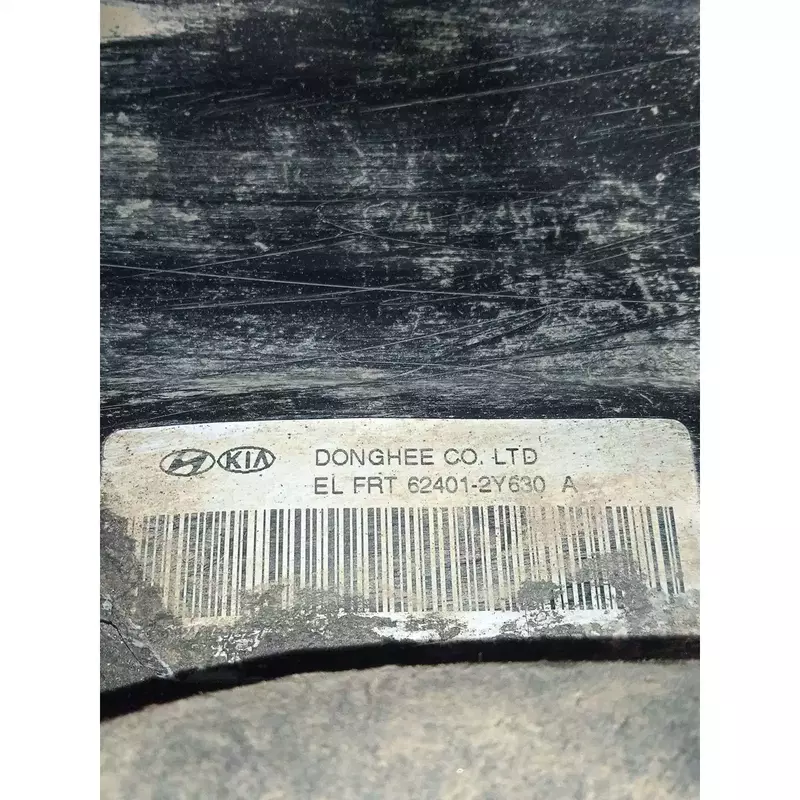 KIA DONGHEE CO. LTD
EL FRT 62401-2Y630 A